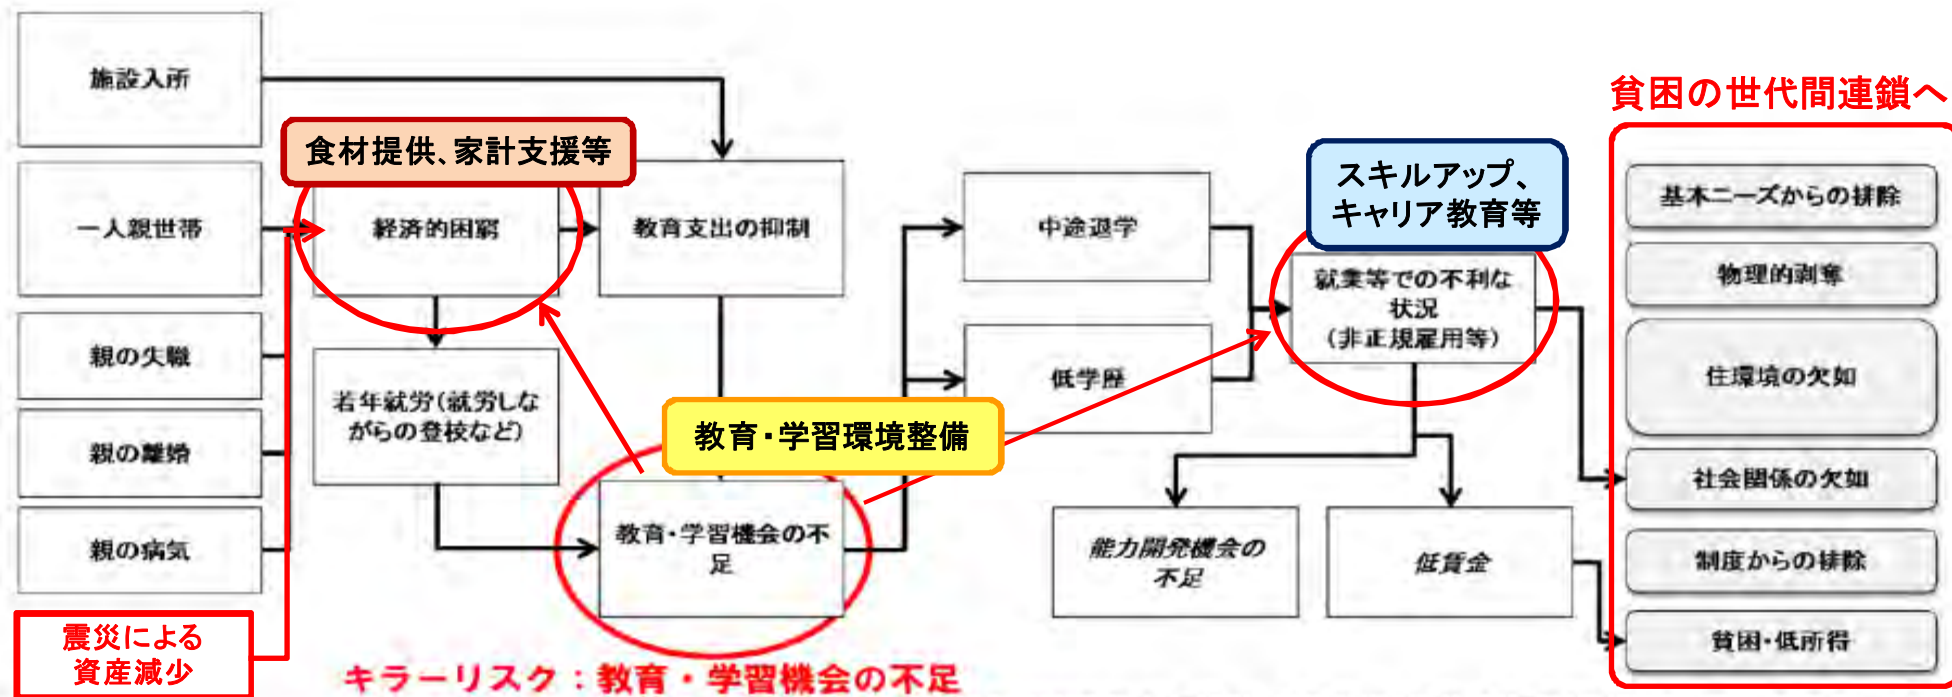 施設入所
一人親世帯
親の失職
親の離婚
親の病気
震災による
資産減少
食材提供、家計支援等
経済的困窮
若年就労(就労しな
がらの登校など)
教育支出の抑制
教育・学習環境整備
教育・学習機会の不
足
キラーリスク：教育・学習機会の不足
中途退学
低学歴
スキルアップ、
キャリア教育等
就業等での不利な
状況
(非正規雇用等)
能力開発機会の
不足
低賃金
貧困の世代間連鎖へ
基本ニーズからの排除
物理的剥奪
住環境の欠如
社会関係の欠如
制度からの排除
貧困・低所得